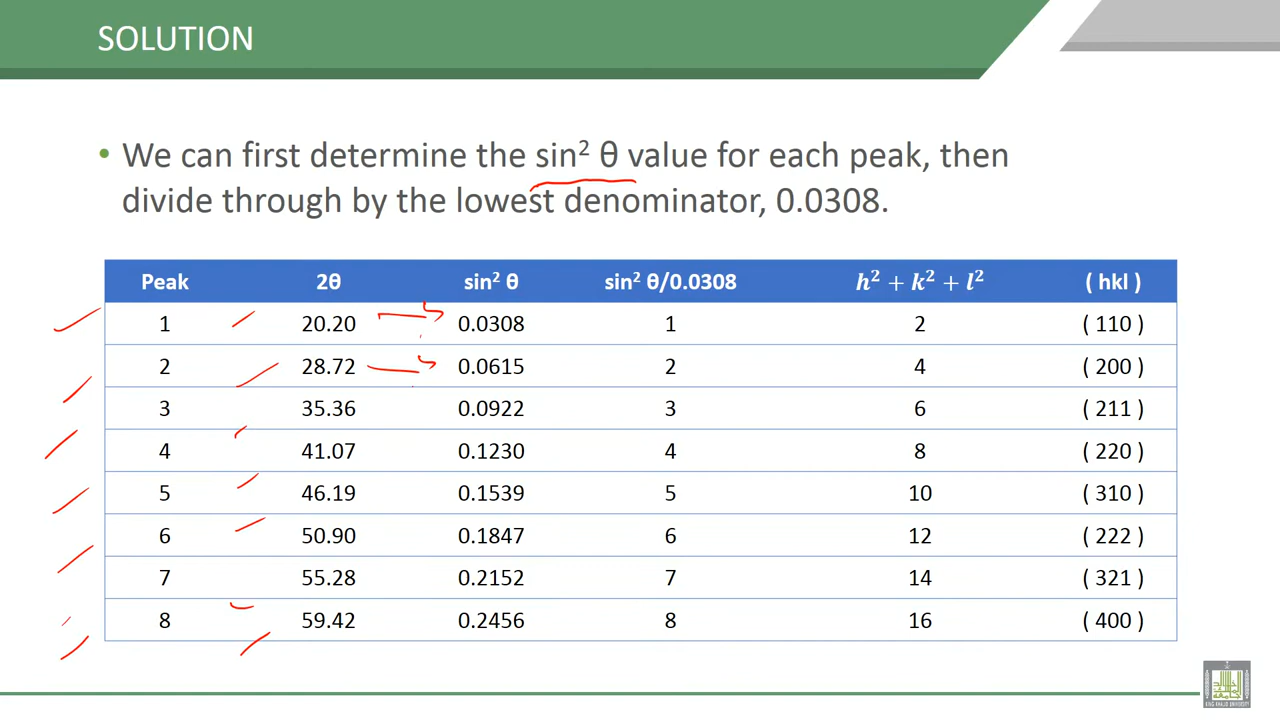 SOLUTION
• We can first determine the sin² θ value for each peak, then
divide through by the lowest denominator, 0.0308.
Peak 2θ sin² θ sin² θ/0.0308 h² + k² + l² ( hkl )
1 20.20 0.0308 1 2 ( 110 )
2 28.72 0.0615 2 4 ( 200 )
3 35.36 0.0922 3 6 ( 211 )
4 41.07 0.1230 4 8 ( 220 )
5 46.19 0.1539 5 10 ( 310 )
6 50.90 0.1847 6 12 ( 222 )
7 55.28 0.2152 7 14 ( 321 )
8 59.42 0.2456 8 16 ( 400 )
KING KHALID UNIVERSITY